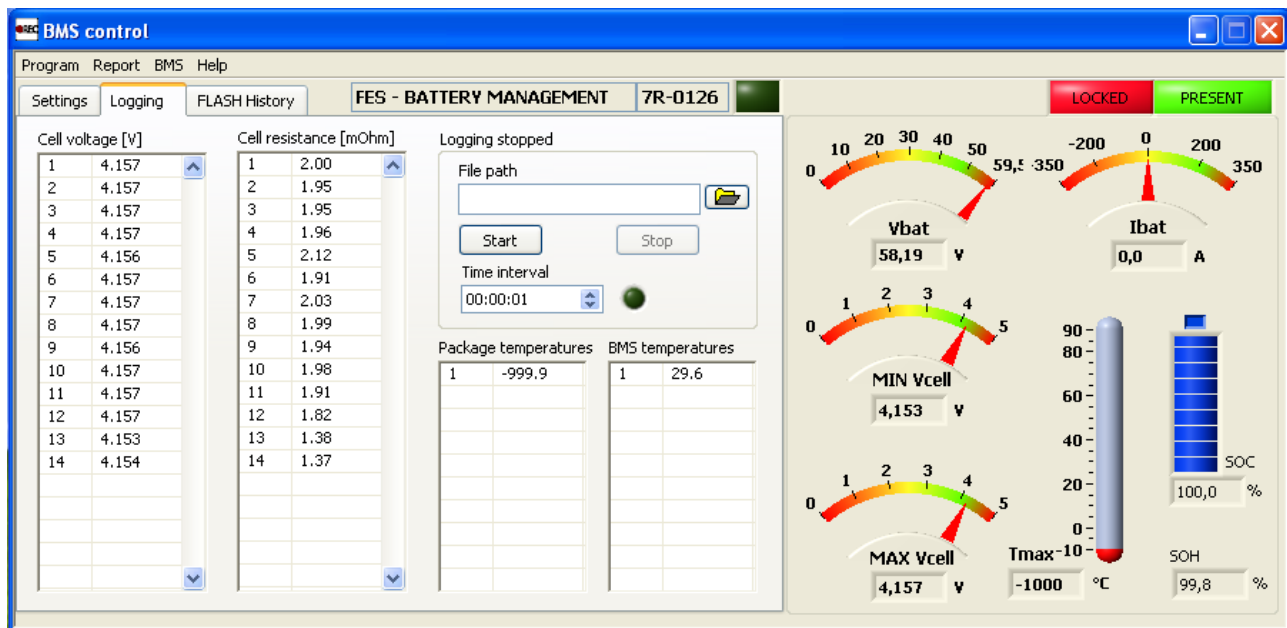 REC BMS control
Program Report BMS Help
Settings Logging FLASH History FES - BATTERY MANAGEMENT 7R-0126 LOCKED PRESENT
Cell voltage [V]
1 4.157
2 4.157
3 4.157
4 4.157
5 4.156
6 4.157
7 4.157
8 4.157
9 4.156
10 4.157
11 4.157
12 4.157
13 4.153
14 4.154
Cell resistance [mOhm]
1 2.00
2 1.95
3 1.95
4 1.96
5 2.12
6 1.91
7 2.03
8 1.99
9 1.94
10 1.98
11 1.91
12 1.82
13 1.38
14 1.37
Logging stopped
File path
Start Stop
Time interval
00:00:01
Package temperatures
1 -999.9
BMS temperatures
1 29.6
0 10 20 30 40 50 59,5
Vbat
58,19 V
-350 -200 0 200 350
Ibat
0,0 A
0 1 2 3 4 5
MIN Vcell
4,153 V
0 1 2 3 4 5
MAX Vcell
4,157 V
90
80
60
40
20
0
-10
Tmax
-1000 °C
SOC
100,0 %
SOH
99,8 %